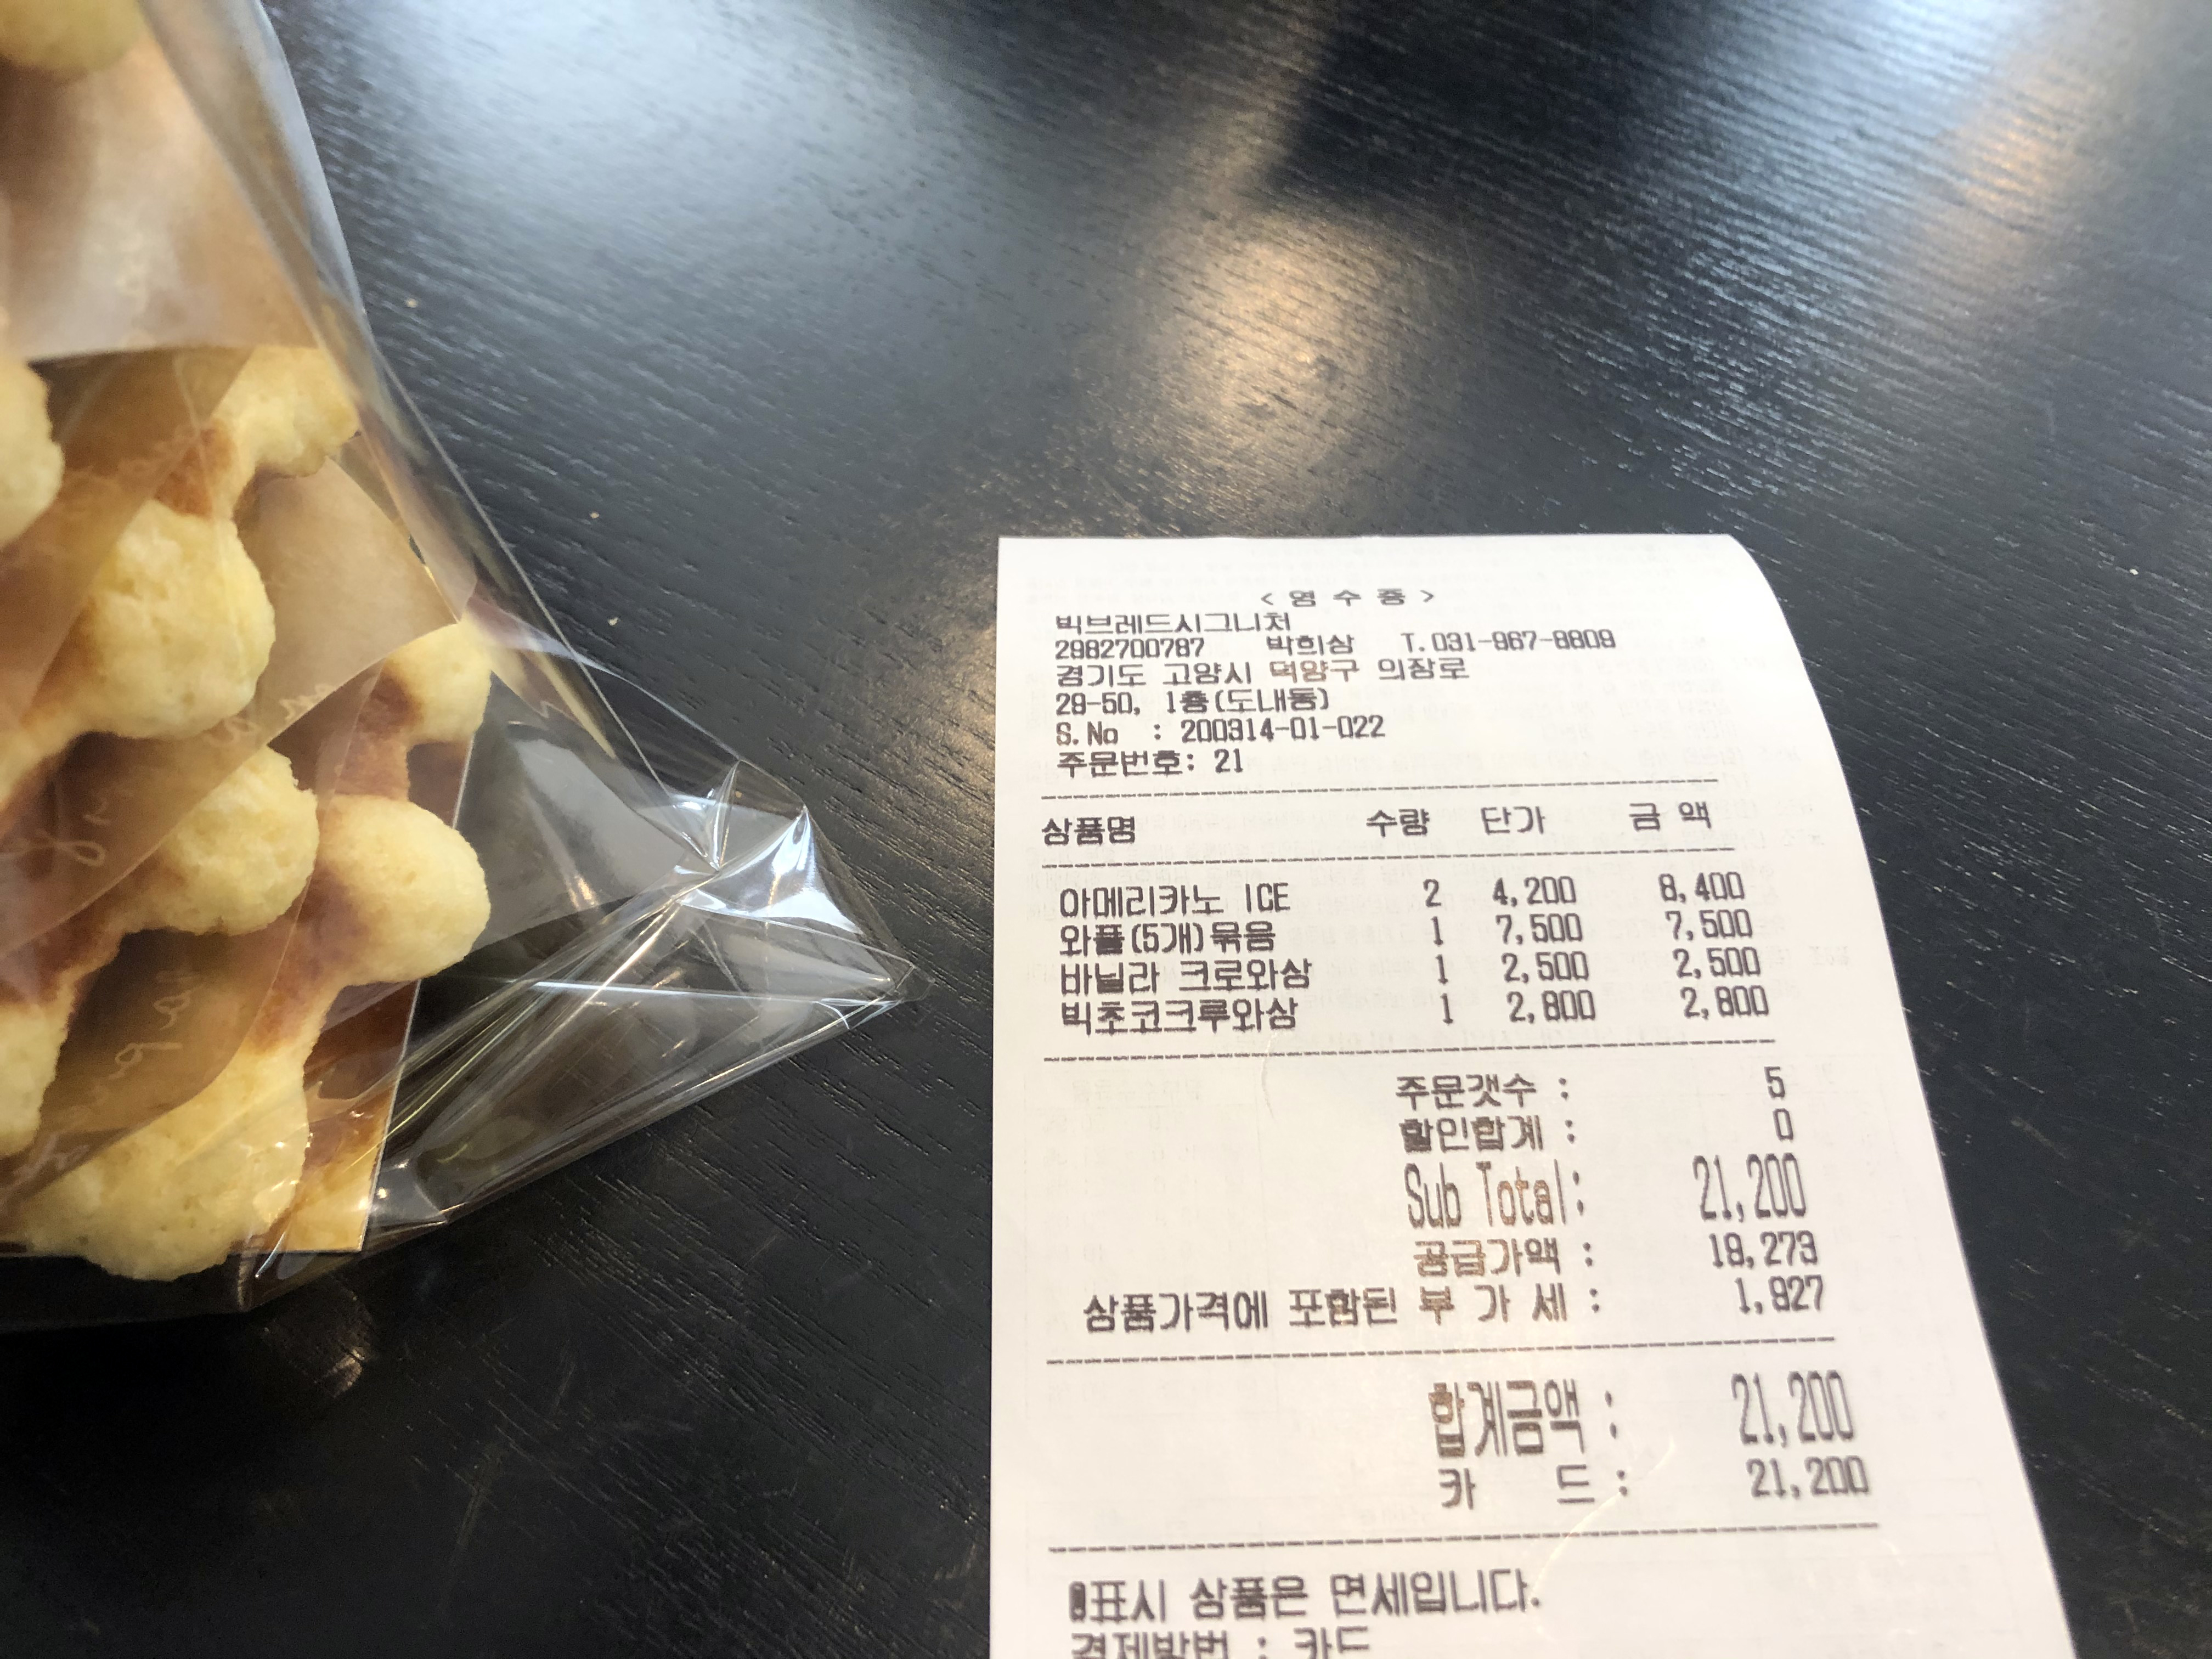 < 영 수 증 >
빅브레드시그니처
2982700787 박희상 T.031-967-8809
경기도 고양시 덕양구 의장로
29-50, 1층(도내동)
S.No : 200314-01-022
주문번호: 21
상품명 수량 단가 금 액
아메리카노 ICE 2 4,200 8,400
와플(5개)묶음 1 7,500 7,500
바닐라 크로와상 1 2,500 2,500
빅초코크루와상 1 2,800 2,800
주문갯수 : 5
할인합계 : 0
Sub Total: 21,200
공급가액 : 19,273
상품가격에 포함된 부 가 세 : 1,927
합계금액 : 21,200
카 드 : 21,200
표시 상품은 면세입니다.
결제방법 : 카드